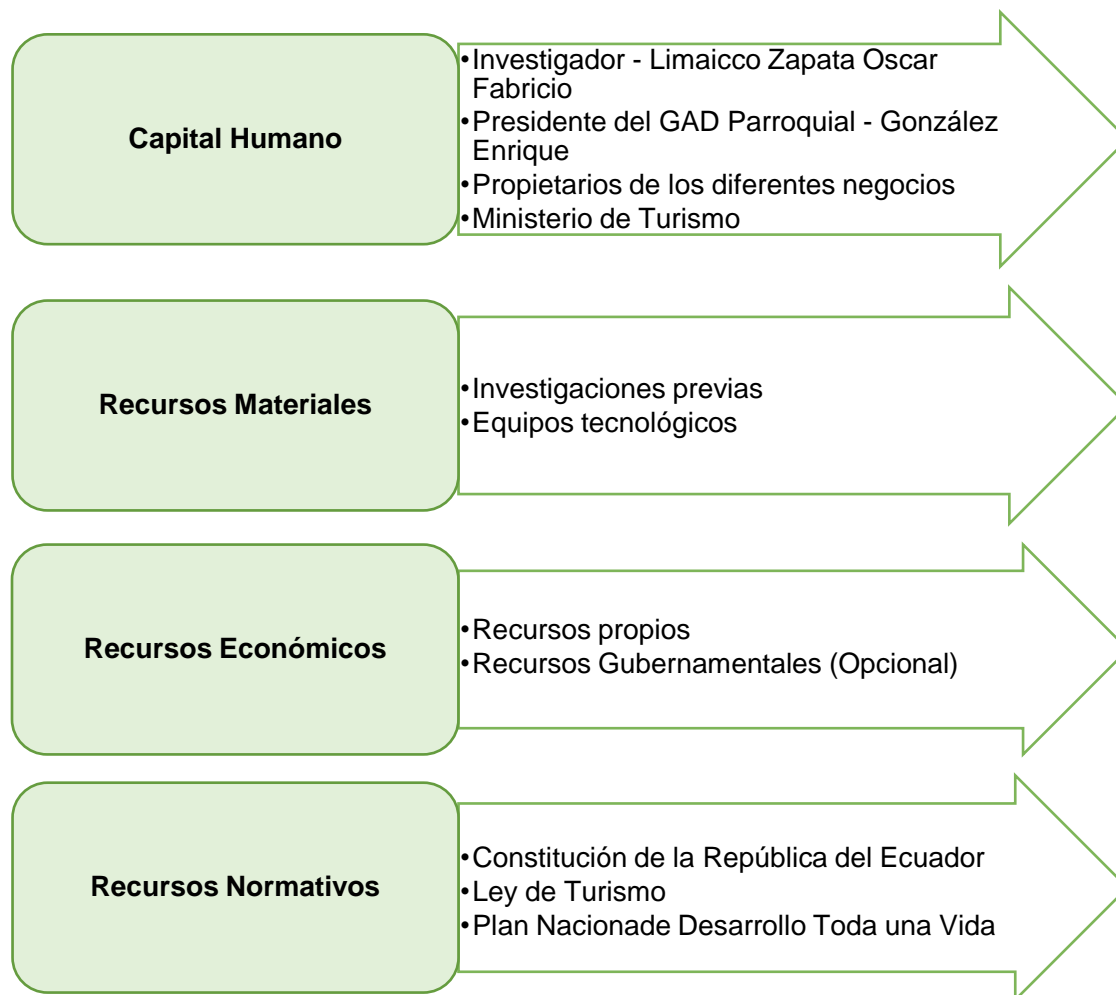 Capital Humano
•Investigador - Limaicco Zapata Oscar
Fabricio
•Presidente del GAD Parroquial - González
Enrique
•Propietarios de los diferentes negocios
•Ministerio de Turismo
Recursos Materiales
•Investigaciones previas
•Equipos tecnológicos
Recursos Económicos
•Recursos propios
•Recursos Gubernamentales (Opcional)
Recursos Normativos
•Constitución de la República del Ecuador
•Ley de Turismo
•Plan Nacionade Desarrollo Toda una Vida